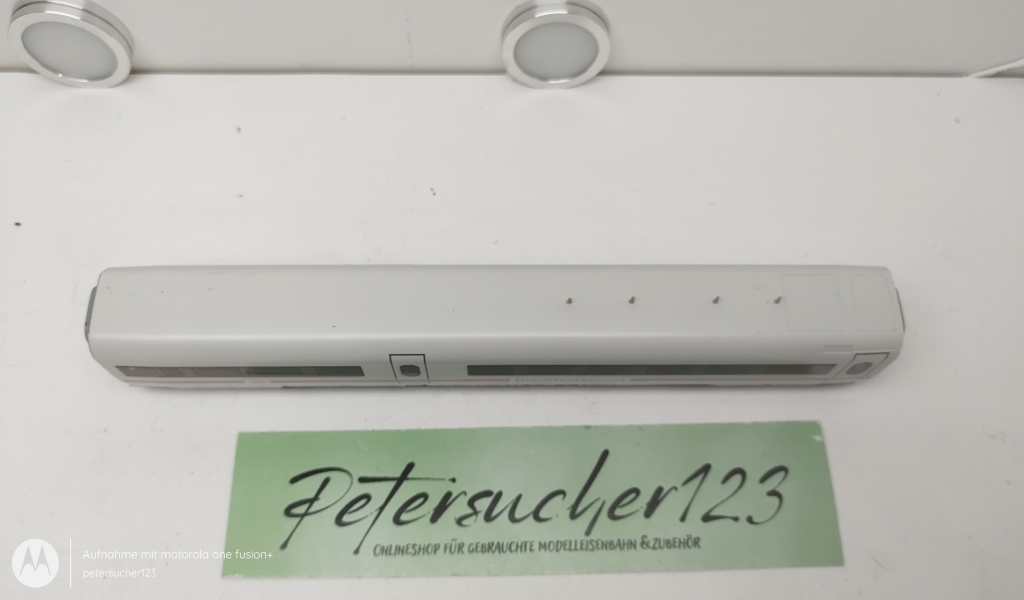 Petersucher123
ONLINESHOP FÜR GEBRAUCHTE MODELLEISENBAHN & ZUBEHÖR
Aufnahme mit motorola one fusion+
petersucher123